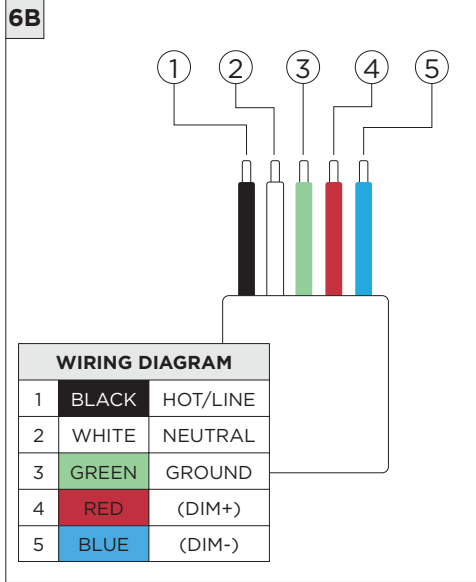 6B
1 2 3 4 5
WIRING DIAGRAM
1 BLACK HOT/LINE
2 WHITE NEUTRAL
3 GREEN GROUND
4 RED (DIM+)
5 BLUE (DIM-)